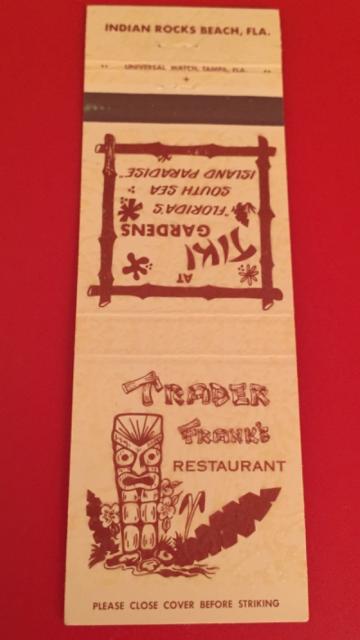 INDIAN ROCKS BEACH, FLA.
UNIVERSAL MATCH, TAMPA, FLA.
AT
TIKI
GARDENS
"FLORIDA'S
SOUTH SEA
ISLAND PARADISE"
TRADER
FRANK'S
RESTAURANT
PLEASE CLOSE COVER BEFORE STRIKING